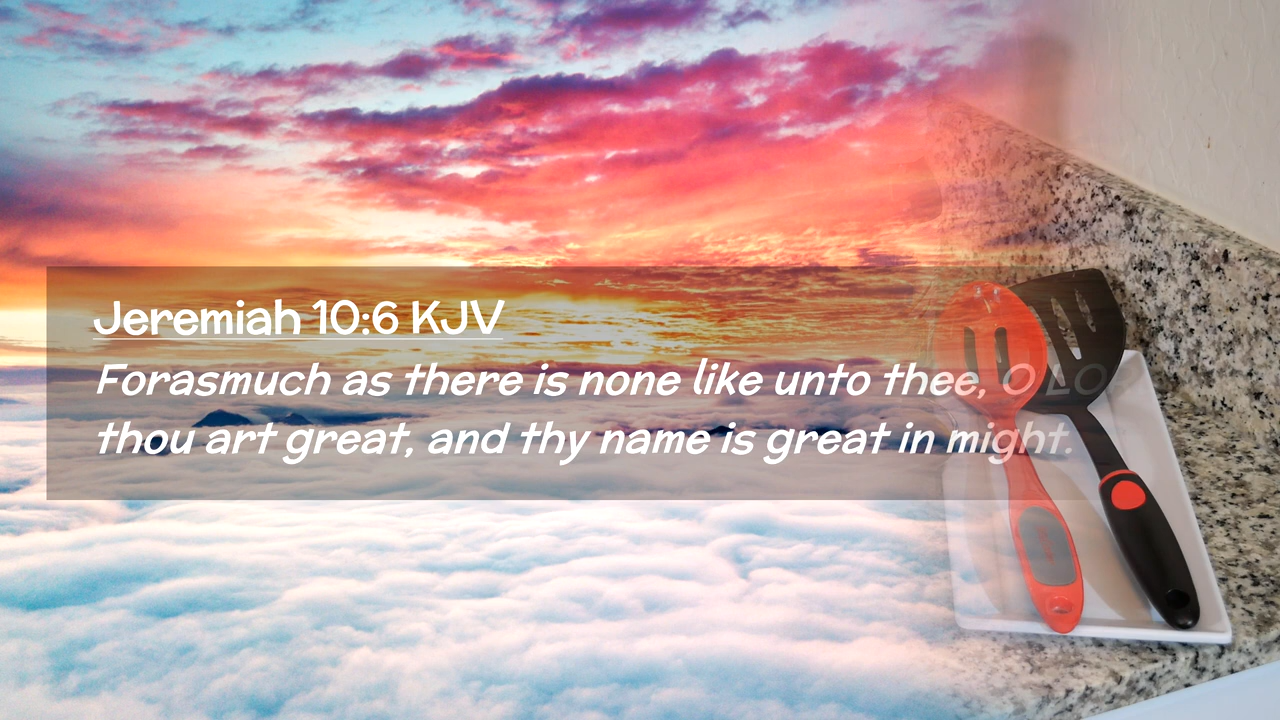 Jeremiah 10:6 KJV
Forasmuch as there is none like unto thee, O
thou art great, and thy name is great in might.